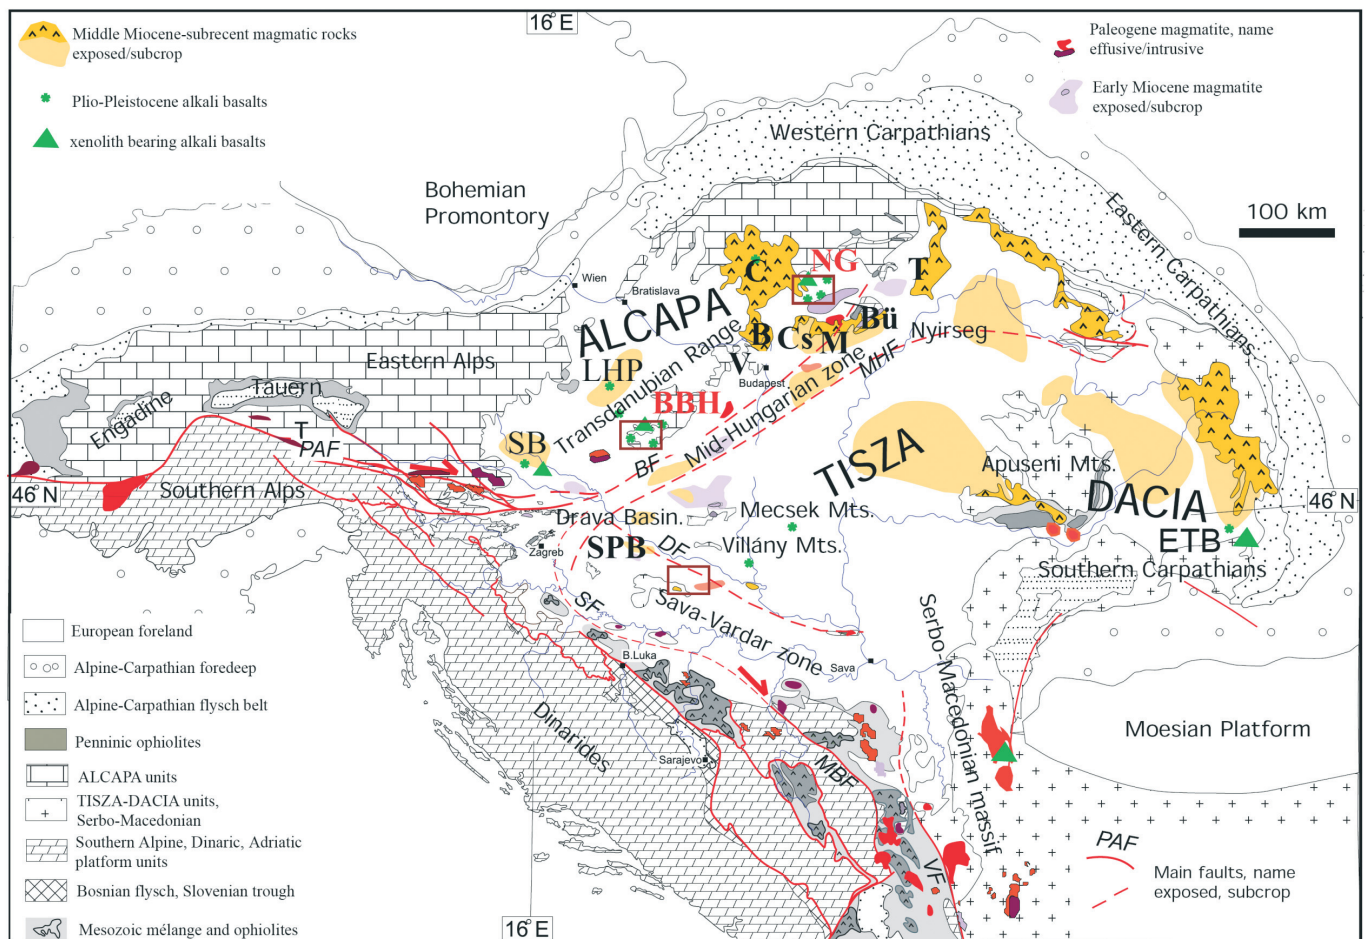 16° E
Middle Miocene-subrecent magmatic rocks
exposed/subcrop
Plio-Pleistocene alkali basalts
xenolith bearing alkali basalts
Paleogene magmatite, name
effusive/intrusive
Early Miocene magmatite
exposed/subcrop
Bohemian
Promontory
Western Carpathians
Eastern Carpathians
Eastern Carpathians
100 km
Wien
Bratislava
C
NG
T
ALCAPA
B
Cs
M
Bü
Nyirseg
V
Budapest
MHF
Eastern Alps
LHP
Transdanubian Range
Mid-Hungarian zone
Tauern
Engadine
BBH
T
PAF
SB
BF
TISZA
Apuseni Mts.
46° N
Southern Alps
DACIA
46° N
Drava Basin.
Mecsek Mts.
Zagreb
SPB
DF
Villány Mts.
ETB
Southern Carpathians
SF
Sava-Vardar zone
Serbo-Macedonian massif
B.Luka
Sava
Dinarides
Moesian Platform
Sarajevo
MBF
VF
European foreland
Alpine-Carpathian foredeep
Alpine-Carpathian flysch belt
Penninic ophiolites
ALCAPA units
TISZA-DACIA units,
Serbo-Macedonian
Southern Alpine, Dinaric, Adriatic
platform units
Bosnian flysch, Slovenian trough
Mesozoic mélange and ophiolites
PAF
Main faults, name
exposed, subcrop
16° E